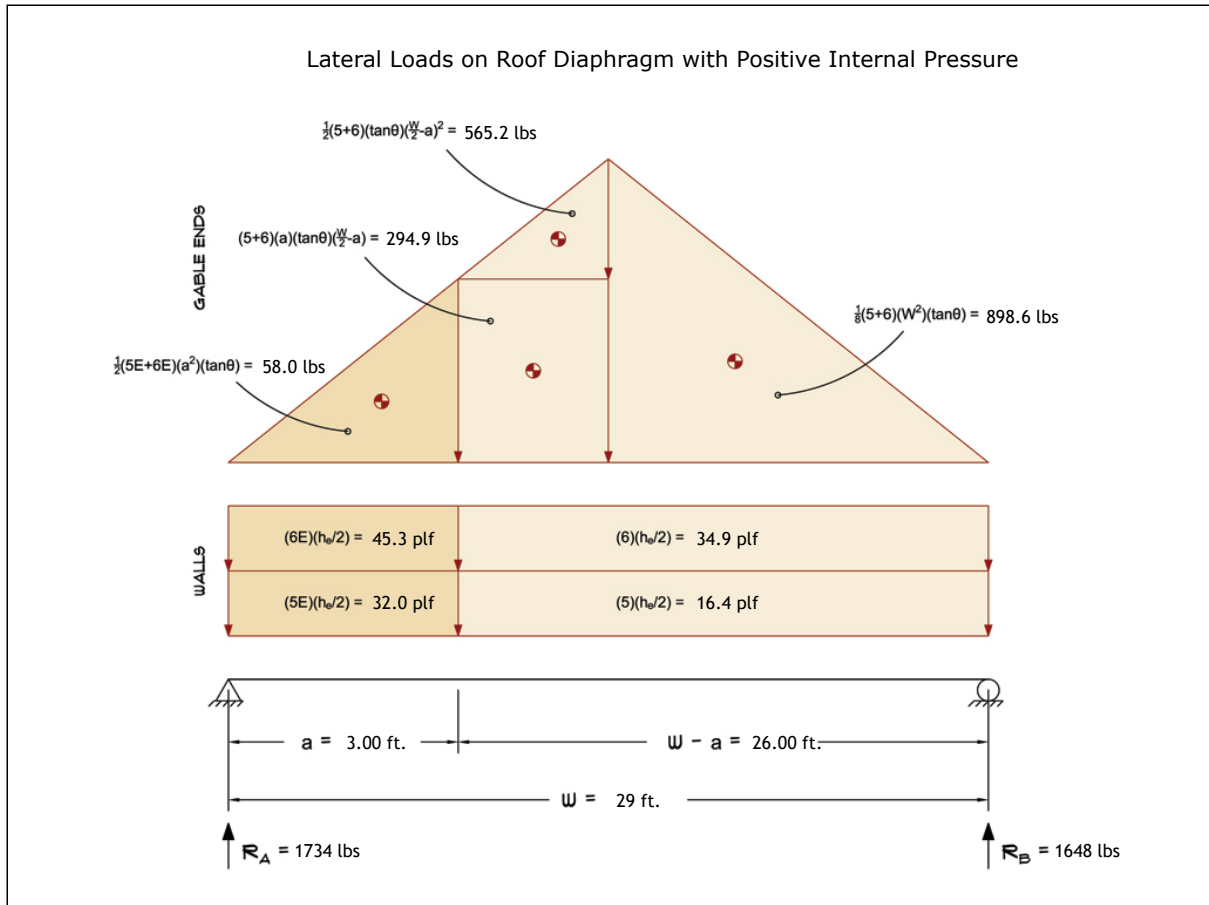 Lateral Loads on Roof Diaphragm with Positive Internal Pressure
½(5+6)(tanθ)(W/2-a)² = 565.2 lbs
GABLE ENDS
(5+6)(a)(tanθ)(W/2-a) = 294.9 lbs
⅛(5+6)(W²)(tanθ) = 898.6 lbs
½(5E+6E)(a²)(tanθ) = 58.0 lbs
WALLS
(6E)(hₑ/2) = 45.3 plf
(6)(hₑ/2) = 34.9 plf
(5E)(hₑ/2) = 32.0 plf
(5)(hₑ/2) = 16.4 plf
a = 3.00 ft.
W - a = 26.00 ft.
W = 29 ft.
R_A = 1734 lbs
R_B = 1648 lbs